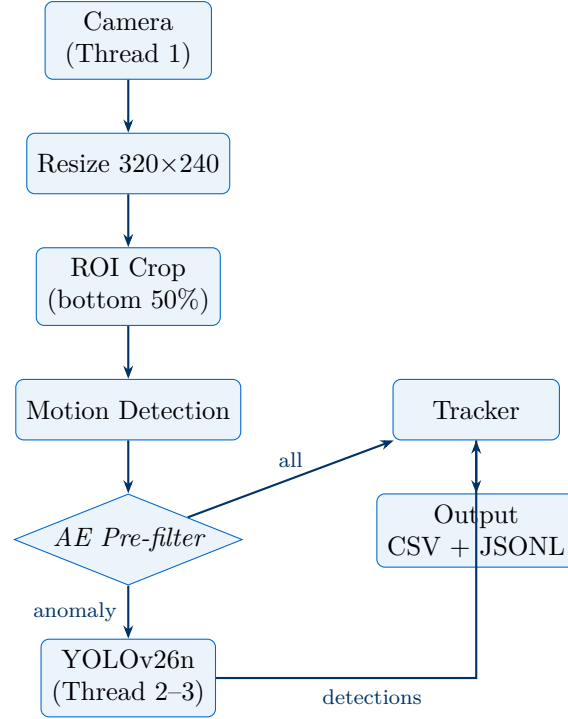 Camera
(Thread 1)
Resize 320×240
ROI Crop
(bottom 50%)
Motion Detection
Tracker
all
Output
CSV + JSONL
AE Pre-filter
anomaly
YOLOv26n
(Thread 2–3)
detections